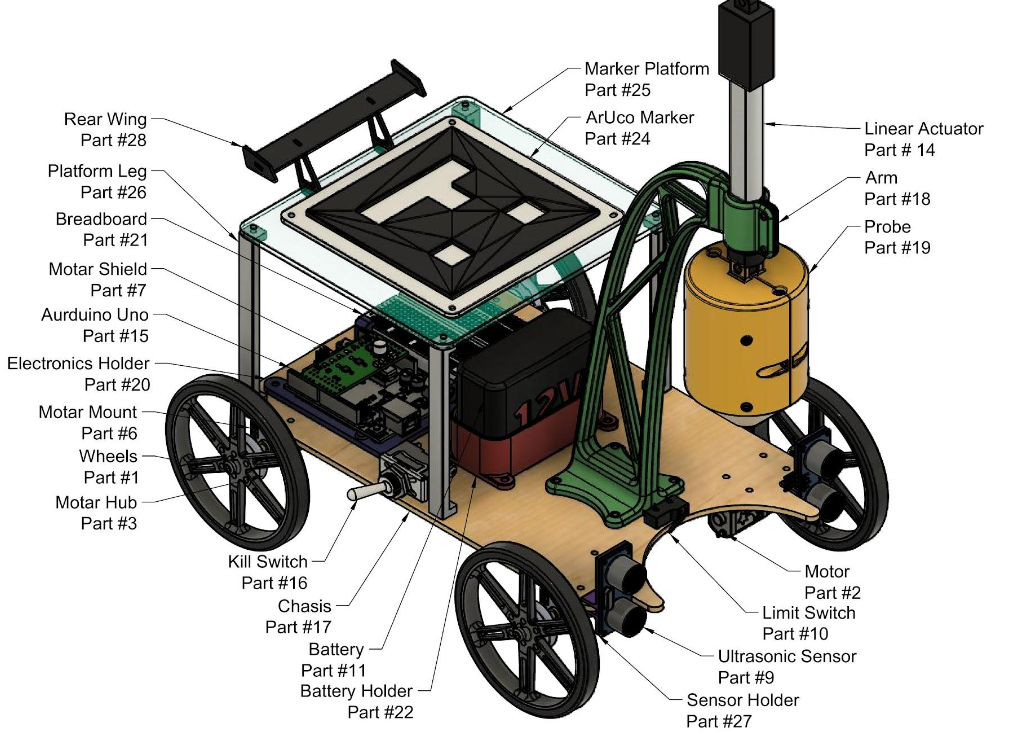 Marker Platform
Part #25
ArUco Marker
Part #24
Linear Actuator
Part # 14
Arm
Part #18
Probe
Part #19
Rear Wing
Part #28
Platform Leg
Part #26
Breadboard
Part #21
Motar Shield
Part #7
Aurduino Uno
Part #15
Electronics Holder
Part #20
Motar Mount
Part #6
Wheels
Part #1
Motar Hub
Part #3
12V
Kill Switch
Part #16
Chasis
Part #17
Battery
Part #11
Battery Holder
Part #22
Motor
Part #2
Limit Switch
Part #10
Ultrasonic Sensor
Part #9
Sensor Holder
Part #27